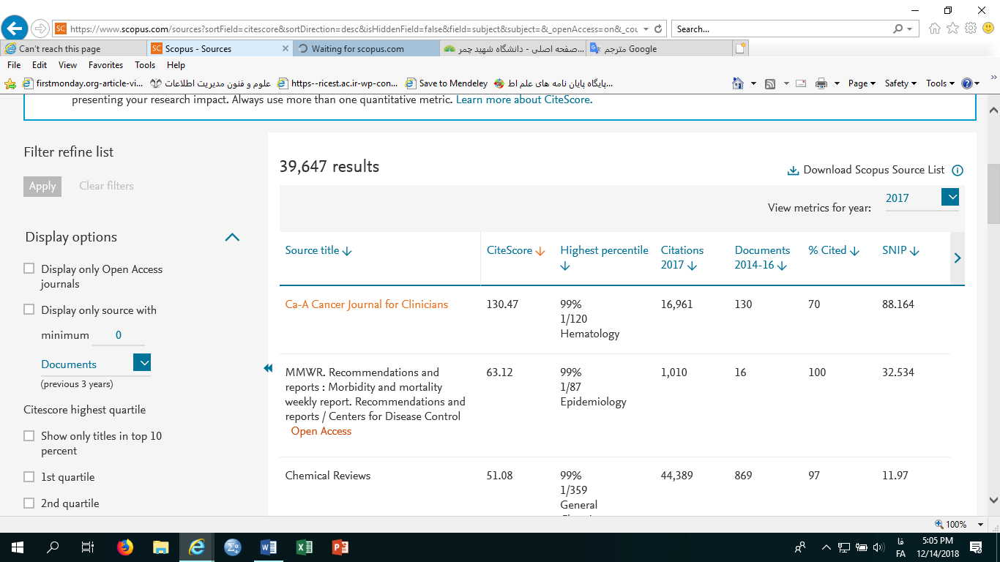 https://www.scopus.com/sources?sortField=citescore&sortDirection=desc&isHiddenField=false&field=subject&subject=&_openAccess=on&_cou
Search...
Can't reach this page
Scopus - Sources
Waiting for scopus.com
صفحه اصلی - دانشگاه شهید چمر...
مترجم Google
File Edit View Favorites Tools Help
firstmonday.org-article-vi...
علوم و فنون مدیریت اطلاعات
https--ricest.ac.ir-wp-con...
Save to Mendeley
پایگاه پایان نامه های علم اط...
Page Safety Tools
presenting your research impact. Always use more than one quantitative metric. Learn more about CiteScore.
Filter refine list
Apply Clear filters
Display options
Display only Open Access
journals
Display only source with
minimum 0
Documents
(previous 3 years)
Citescore highest quartile
Show only titles in top 10
percent
1st quartile
2nd quartile
39,647 results
Download Scopus Source List
View metrics for year: 2017
Source title CiteScore Highest percentile Citations Documents % Cited SNIP
2017 2014-16
Ca-A Cancer Journal for Clinicians 130.47 99% 16,961 130 70 88.164
1/120
Hematology
MMWR. Recommendations and 63.12 99% 1,010 16 100 32.534
reports : Morbidity and mortality 1/87
weekly report. Recommendations and Epidemiology
reports / Centers for Disease Control
Open Access
Chemical Reviews 51.08 99% 44,389 869 97 11.97
1/359
General
100%
5:05 PM
فا
FA
12/14/2018